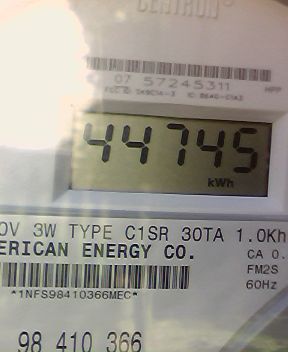 CENTRON®
07 57245311
44745
kWh
0V 3W TYPE C1SR 30TA 1.0Kh
ERICAN ENERGY CO.
CA 0.
FM2S
60Hz
*1NFS98410366MEC*
98 410 366